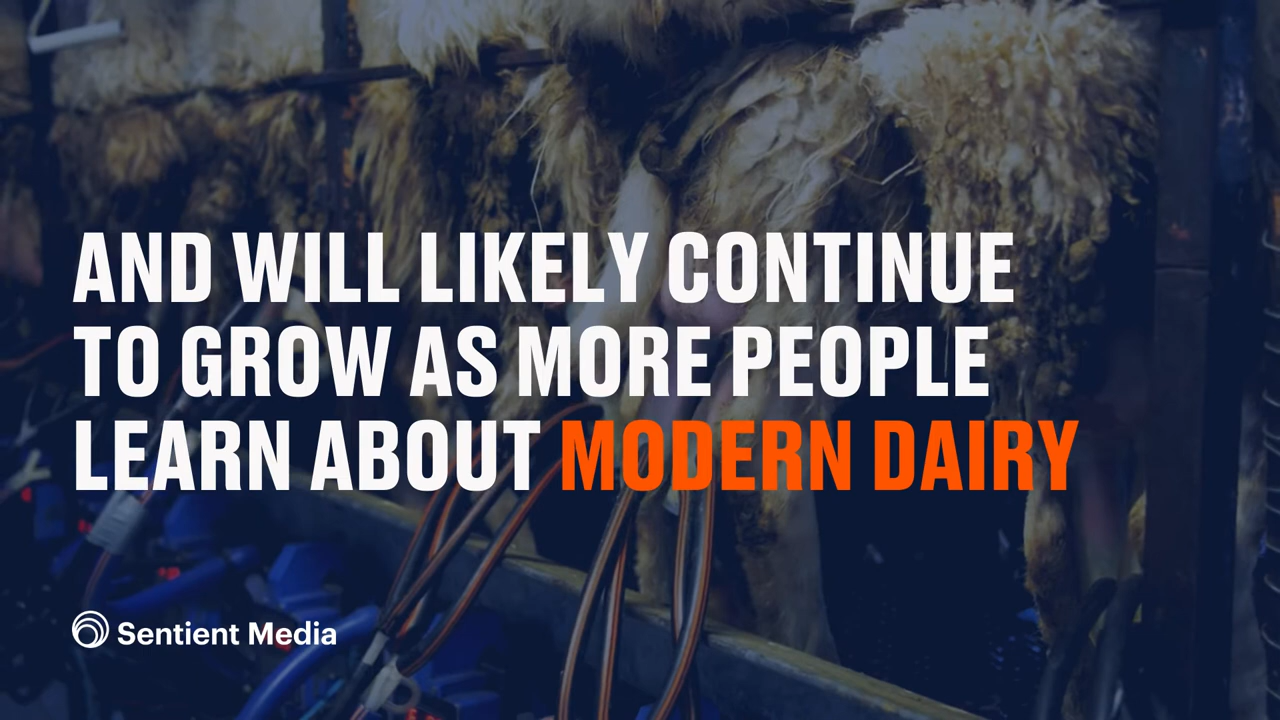 AND WILL LIKELY CONTINUE
TO GROW AS MORE PEOPLE
LEARN ABOUT MODERN DAIRY
Sentient Media